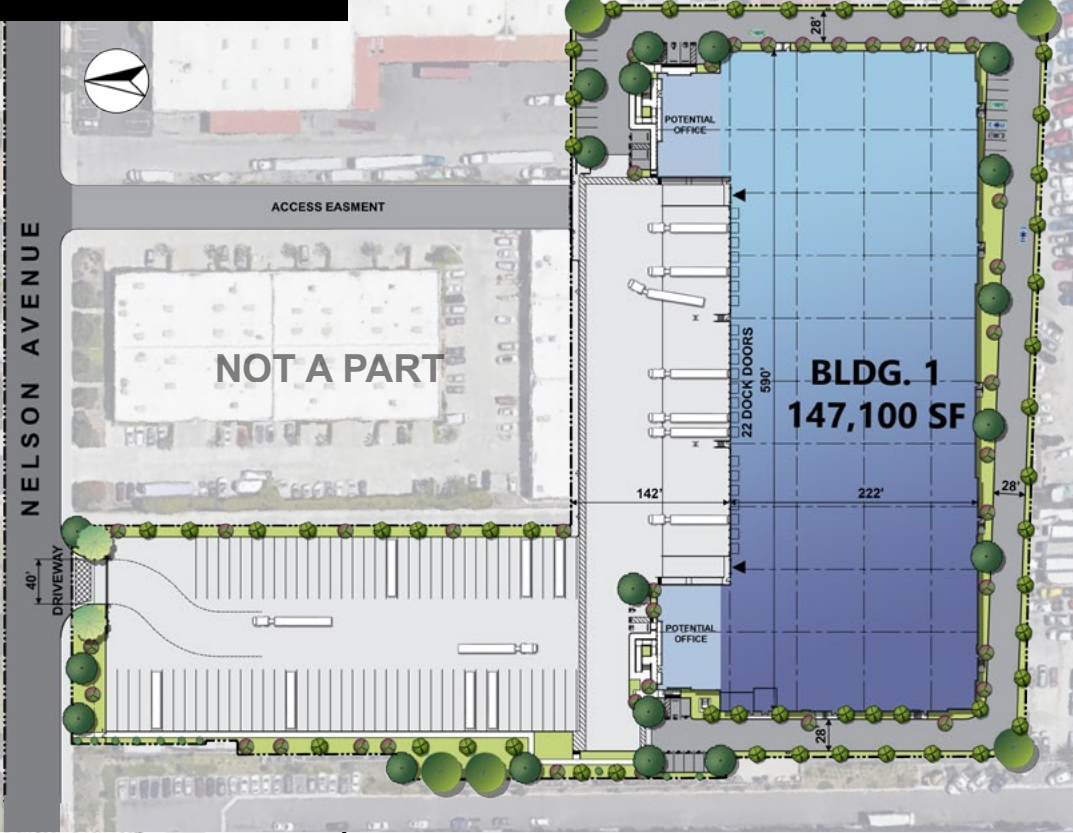 28'
POTENTIAL
OFFICE
ACCESS EASMENT
NELSON AVENUE
22 DOCK DOORS
590'
NOT A PART
BLDG. 1
147,100 SF
142'
222'
28'
40'
DRIVEWAY
POTENTIAL
OFFICE
28'